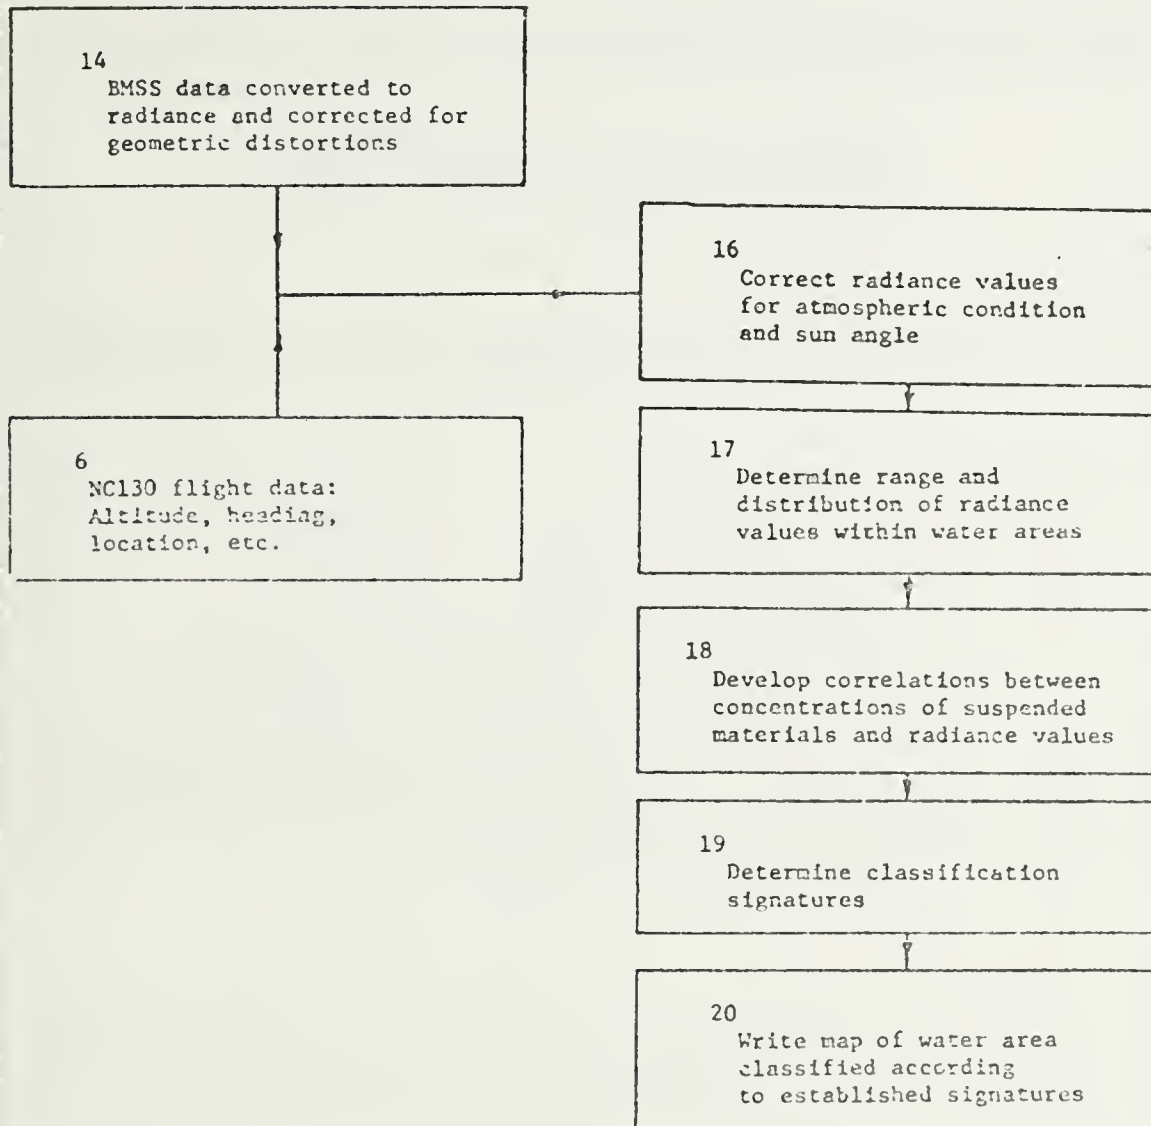 14
BMSS data converted to
radiance and corrected for
geometric distortions
6
NC130 flight data:
Altitude, heading,
location, etc.
16
Correct radiance values
for atmospheric condition
and sun angle
17
Determine range and
distribution of radiance
values within water areas
18
Develop correlations between
concentrations of suspended
materials and radiance values
19
Determine classification
signatures
20
Write map of water area
classified according
to established signatures